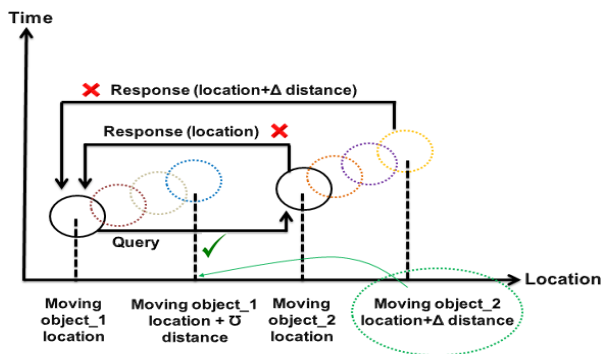 Time
Response (location+Δ distance)
Response (location)
Query
Location
Moving
object_1
location
Moving object_1
location + ℧
distance
Moving
object_2
location
Moving object_2
location+Δ distance